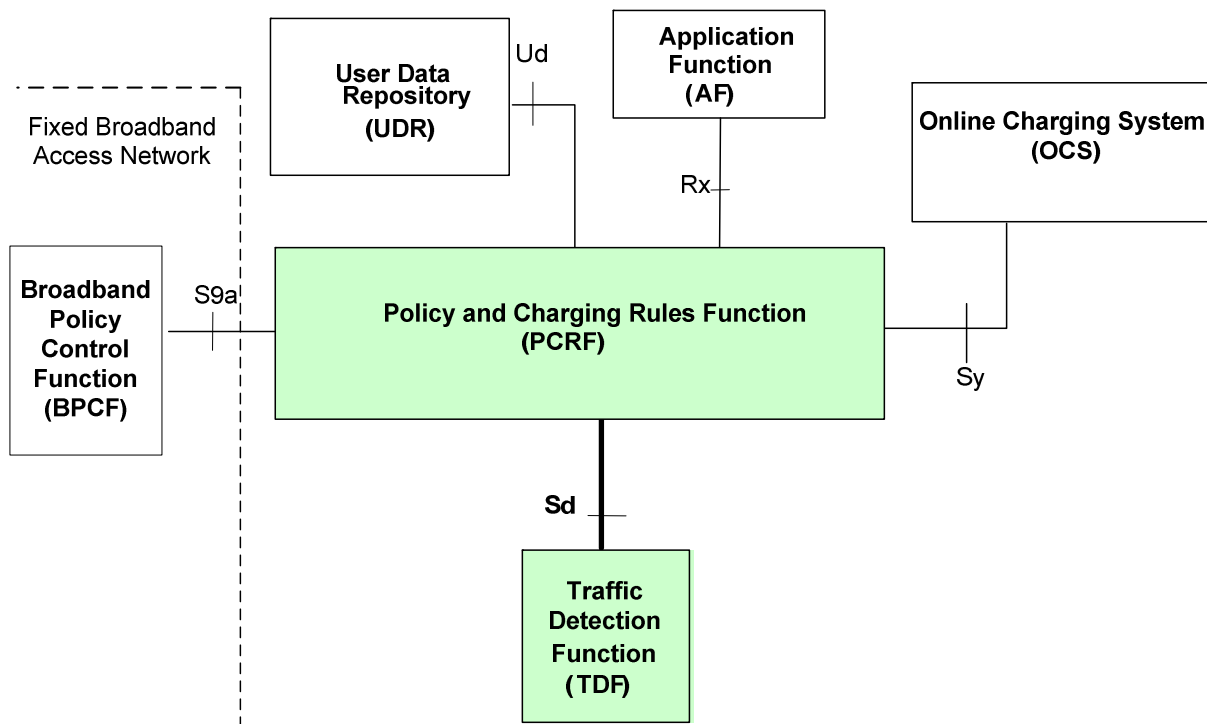 User Data
Repository
(UDR)
Ud
Application
Function
(AF)
Rx
Online Charging System
(OCS)
Fixed Broadband
Access Network
Broadband
Policy
Control
Function
(BPCF)
S9a
Policy and Charging Rules Function
(PCRF)
Sy
Sd
Traffic
Detection
Function
(TDF)